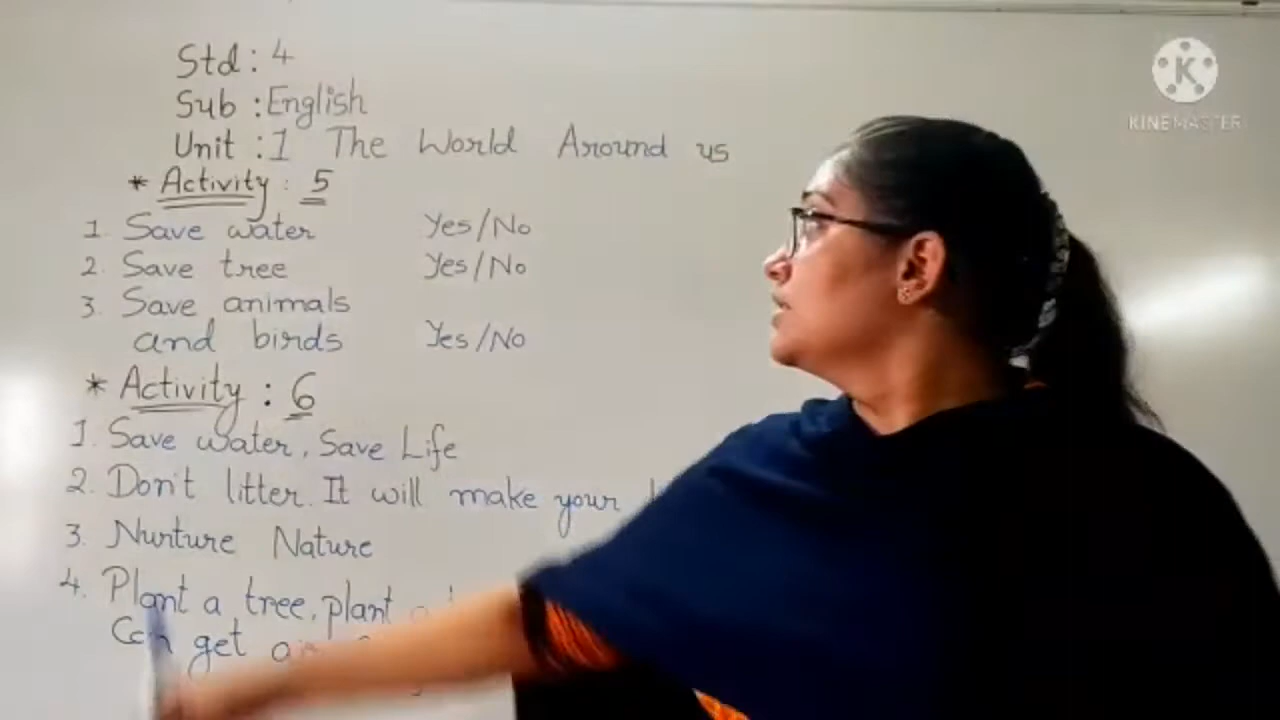 Std : 4
Sub : English
Unit : 1 The World Around us
* Activity : 5
1. Save water Yes/No
2. Save tree Yes/No
3. Save animals
and birds Yes/No
* Activity : 6
1. Save water, Save Life
2. Don't litter. It will make your
3. Nurture Nature
4. Plant a tree, plant
Can get
K
KINEMASTER